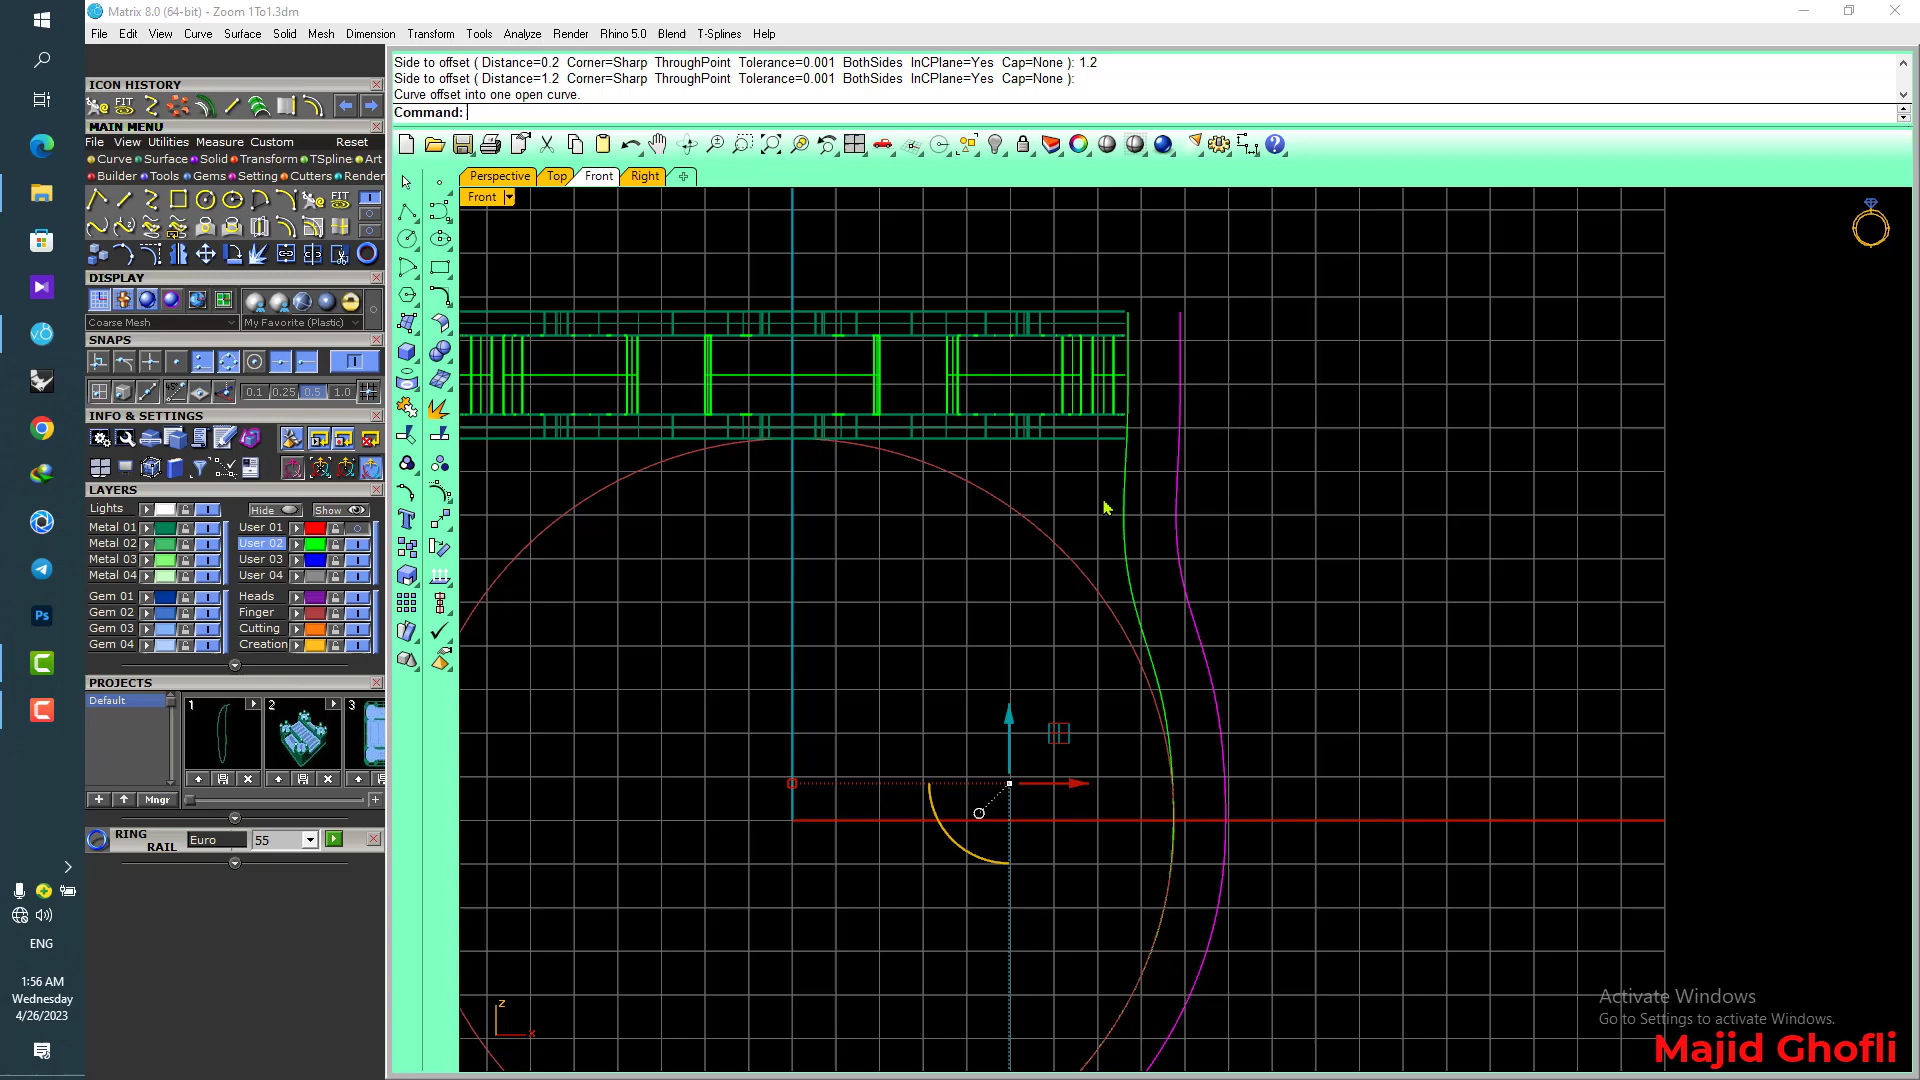 Matrix 8.0 (64-bit) - Zoom 1To1.3dm
File Edit View Curve Surface Solid Mesh Dimension Transform Tools Analyze Render Rhino 5.0 Blend T-Splines Help
Side to offset ( Distance=0.2 Corner=Sharp ThroughPoint Tolerance=0.001 BothSides InCPlane=Yes Cap=None ): 1.2
Side to offset ( Distance=1.2 Corner=Sharp ThroughPoint Tolerance=0.001 BothSides InCPlane=Yes Cap=None ):
Curve offset into one open curve.
Command:
ICON HISTORY
FIT
MAIN MENU
File View Utilities Measure Custom Reset
Curve Surface Solid Transform TSpline Art
Builder Tools Gems Setting Cutters Render
FIT
DISPLAY
Coarse Mesh My Favorite (Plastic)
SNAPS
0.1 0.25 0.5 1.0
INFO & SETTINGS
LAYERS
Lights Hide Show
Metal 01 User 01
Metal 02 User 02
Metal 03 User 03
Metal 04 User 04
Gem 01 Heads
Gem 02 Finger
Gem 03 Cutting
Gem 04 Creation
PROJECTS
Default
1 2 3
Mngr
RING RAIL Euro 55
Perspective Top Front Right
Front
z
x
Ps
ENG
1:56 AM
Wednesday
4/26/2023
Activate Windows
Go to Settings to activate Windows.
Majid Ghofli